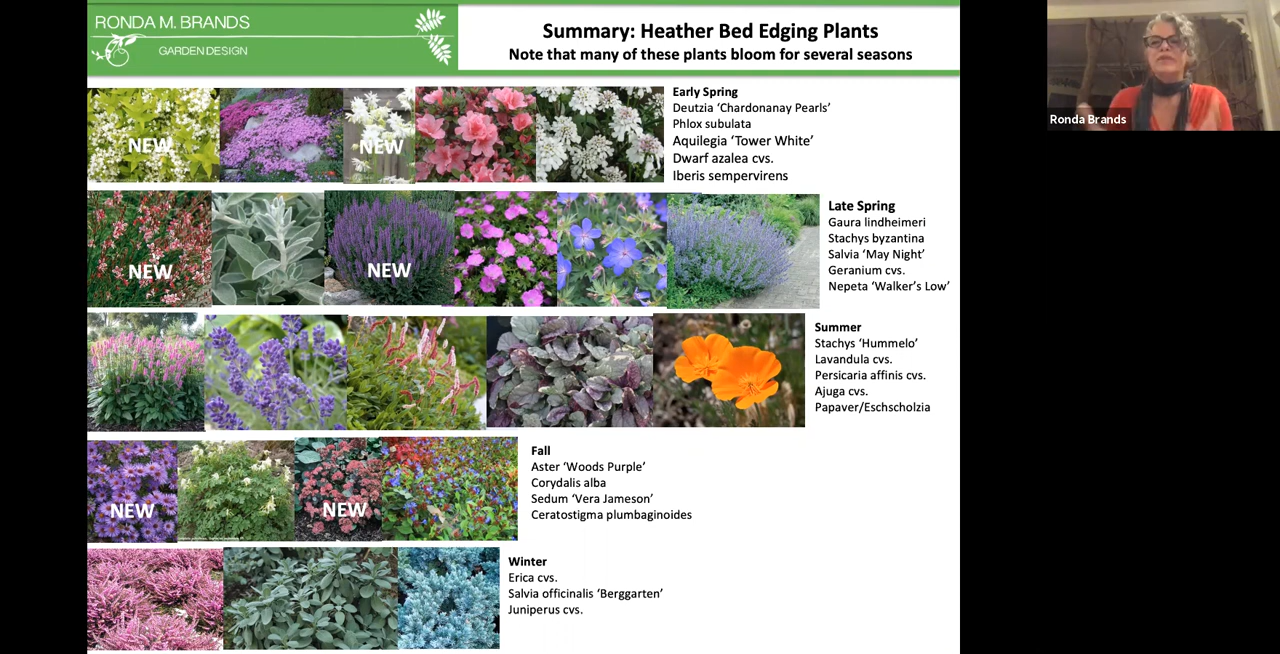 RONDA M. BRANDS
GARDEN DESIGN
Summary: Heather Bed Edging Plants
Note that many of these plants bloom for several seasons
Ronda Brands
NEW
NEW
Early Spring
Deutzia ‘Chardonanay Pearls’
Phlox subulata
Aquilegia ‘Tower White’
Dwarf azalea cvs.
Iberis sempervirens
NEW
NEW
Late Spring
Gaura lindheimeri
Stachys byzantina
Salvia ‘May Night’
Geranium cvs.
Nepeta ‘Walker’s Low’
Summer
Stachys ‘Hummelo’
Lavandula cvs.
Persicaria affinis cvs.
Ajuga cvs.
Papaver/Eschscholzia
NEW
NEW
Fall
Aster ‘Woods Purple’
Corydalis alba
Sedum ‘Vera Jameson’
Ceratostigma plumbaginoides
Winter
Erica cvs.
Salvia officinalis ‘Berggarten’
Juniperus cvs.